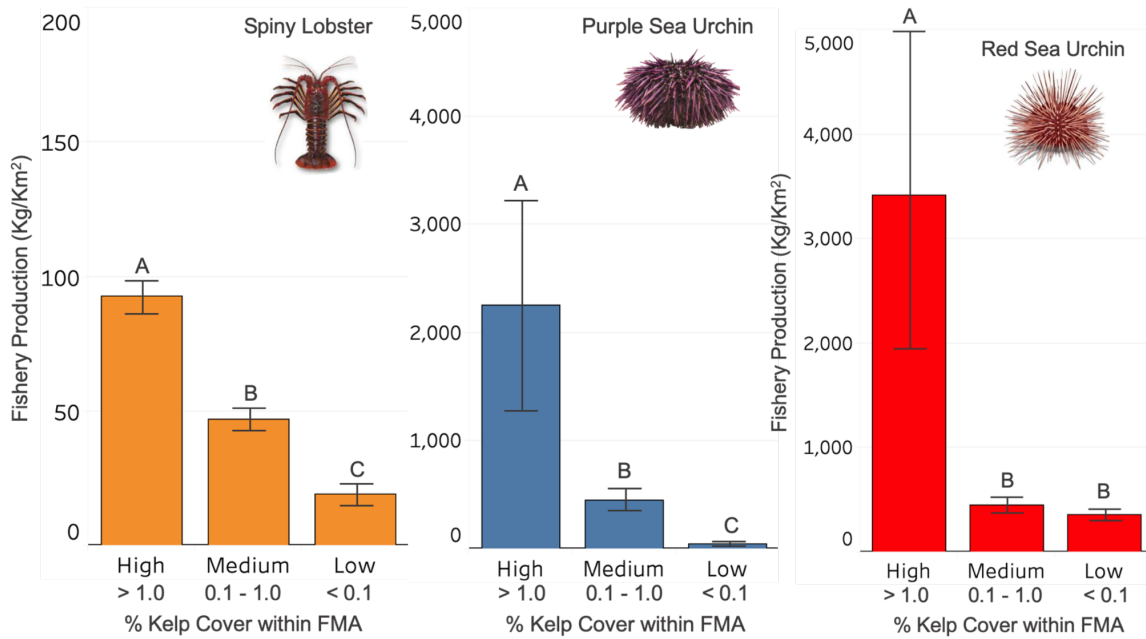 Spiny Lobster
200
150
100
50
0
Fishery Production (Kg/Km²)
A
B
C
High
Medium
Low
> 1.0
0.1 - 1.0
< 0.1
% Kelp Cover within FMA
Purple Sea Urchin
5,000
4,000
3,000
2,000
1,000
0
A
B
C
High
Medium
Low
> 1.0
0.1 - 1.0
< 0.1
% Kelp Cover within FMA
Red Sea Urchin
5,000
4,000
3,000
2,000
1,000
0
Fishery Production (Kg/Km²)
A
B
B
High
Medium
Low
> 1.0
0.1 - 1.0
< 0.1
% Kelp Cover within FMA